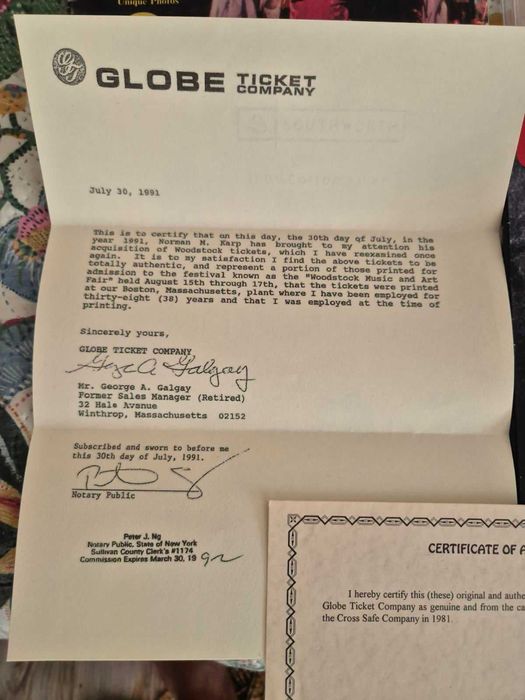 Unique Photos
GLOBE TICKET
COMPANY
July 30, 1991
This is to certify that on this day, the 30th day of July, in the
year 1991, Norman M. Karp has brought to my attention his
acquisition of Woodstock tickets, which I have reexamined once
again. It is to my satisfaction I find the above tickets to be
totally authentic, and represent a portion of those printed for
admission to the festival known as the "Woodstock Music and Art
Fair" held August 15th through 17th, that the tickets were printed
at our Boston, Massachusetts, plant where I have been employed for
thirty-eight (38) years and that I was employed at the time of
printing.
Sincerely yours,
GLOBE TICKET COMPANY
George A. Galgay
Mr. George A. Galgay
Former Sales Manager (Retired)
32 Hale Avenue
Winthrop, Massachusetts 02152
Subscribed and sworn to before me
this 30th day of July, 1991.
Notary Public
Peter J. Ng
Notary Public, State of New York
Sullivan County Clerk's #1174
Commission Expires March 30, 19 92
CERTIFICATE OF A
I hereby certify this (these) original and authe
Globe Ticket Company as genuine and from the ca
the Cross Safe Company in 1981.